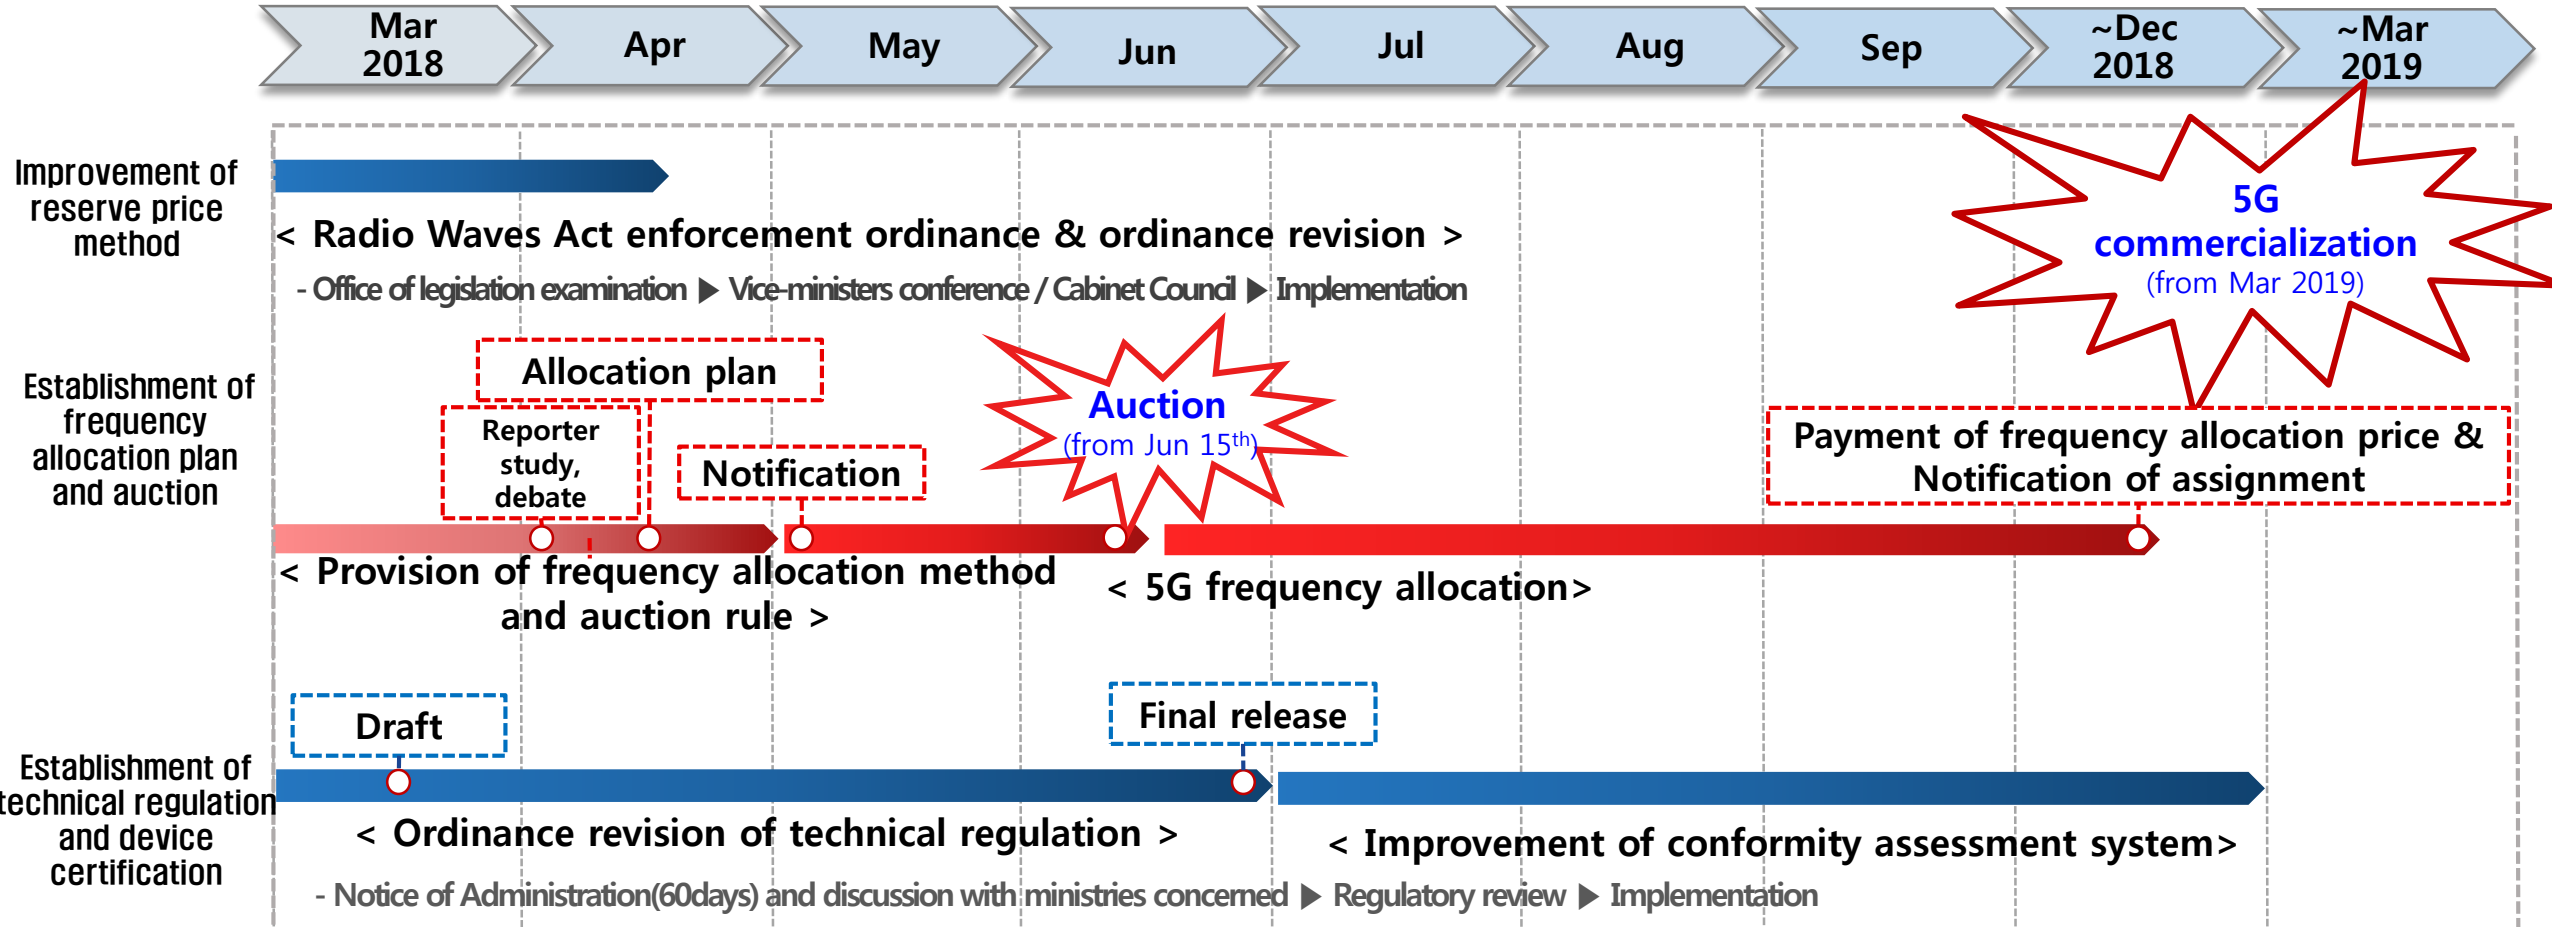 Mar
2018
Apr
May
Jun
Jul
Aug
Sep
~Dec
2018
~Mar
2019
Improvement of
reserve price
method
< Radio Waves Act enforcement ordinance & ordinance revision >
- Office of legislation examination ▶ Vice-ministers conference / Cabinet Council ▶ Implementation
5G
commercialization
(from Mar 2019)
Establishment of
frequency
allocation plan
and auction
Allocation plan
Reporter
study,
debate
Notification
Auction
(from Jun 15th)
Payment of frequency allocation price &
Notification of assignment
< Provision of frequency allocation method
and auction rule >
< 5G frequency allocation>
Establishment of
technical regulation
and device
certification
Draft
Final release
< Ordinance revision of technical regulation >
< Improvement of conformity assessment system>
- Notice of Administration(60days) and discussion with ministries concerned ▶ Regulatory review ▶ Implementation